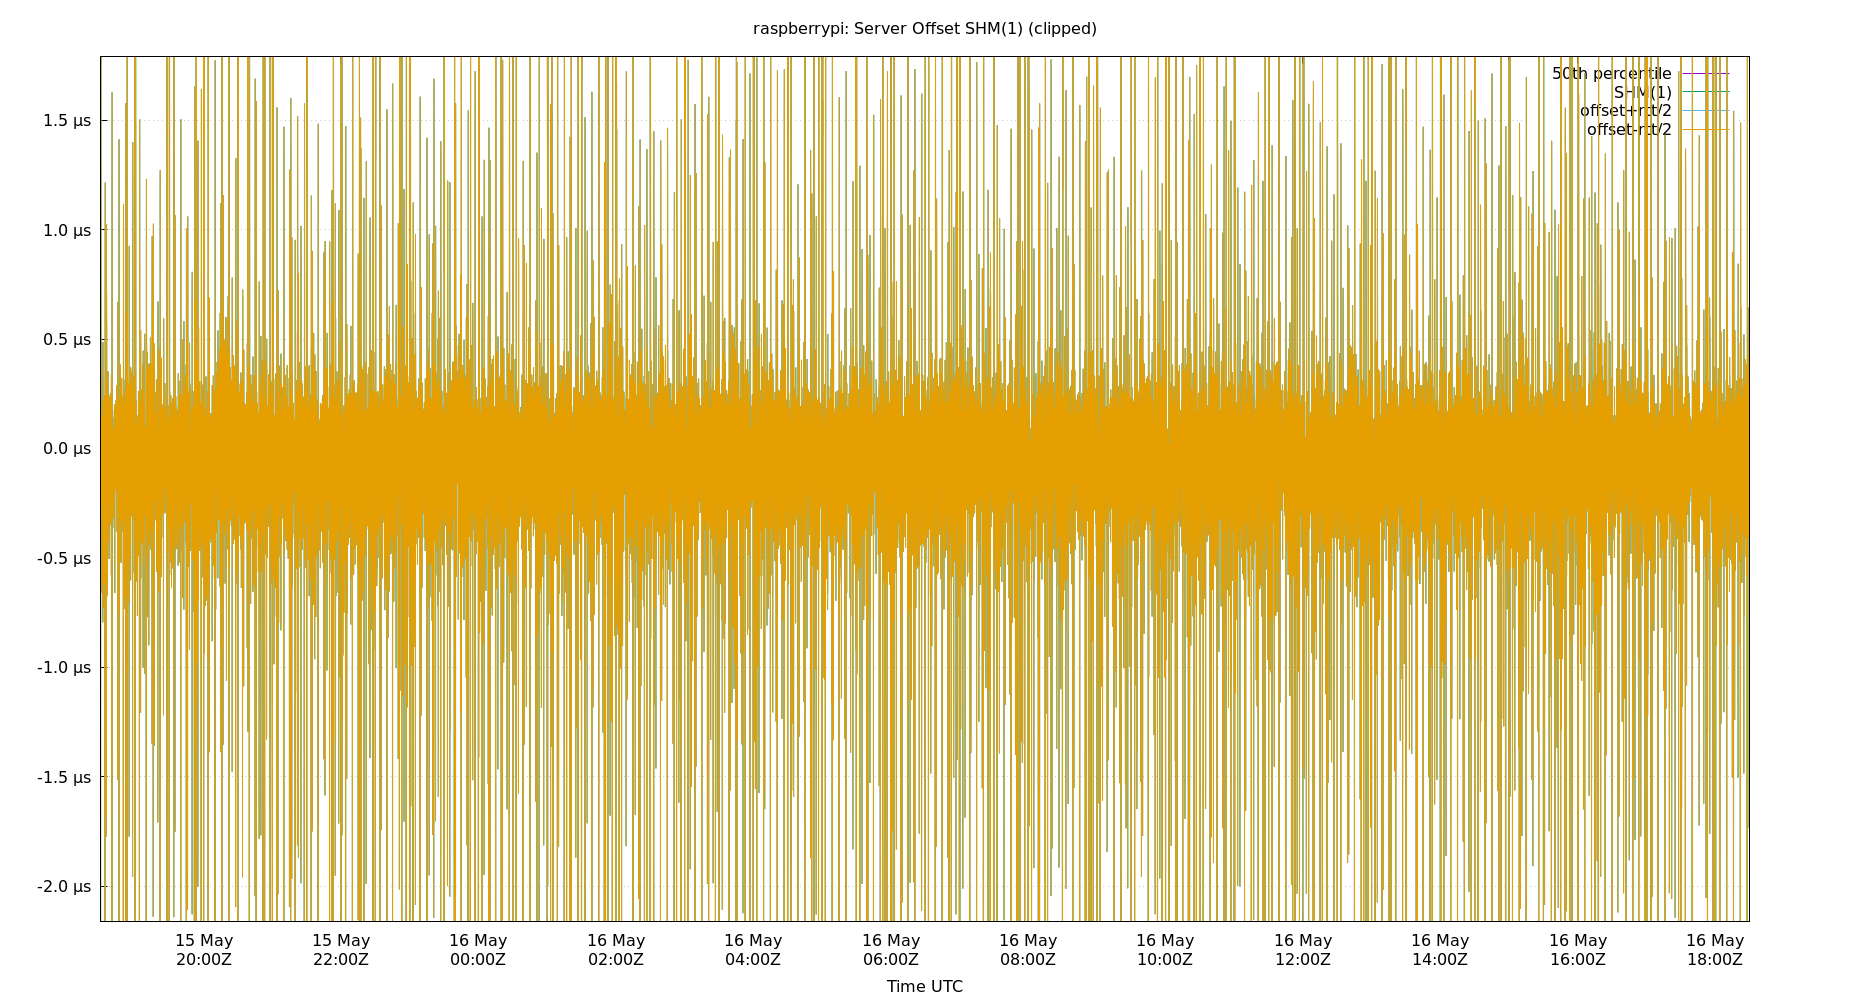 raspberrypi: Server Offset SHM(1) (clipped)
50th percentile
SHM(1)
offset+rtt/2
offset-rtt/2
1.5 µs
1.0 µs
0.5 µs
0.0 µs
-0.5 µs
-1.0 µs
-1.5 µs
-2.0 µs
15 May 15 May 16 May 16 May 16 May 16 May 16 May 16 May 16 May 16 May 16 May 16 May
20:00Z 22:00Z 00:00Z 02:00Z 04:00Z 06:00Z 08:00Z 10:00Z 12:00Z 14:00Z 16:00Z 18:00Z
Time UTC